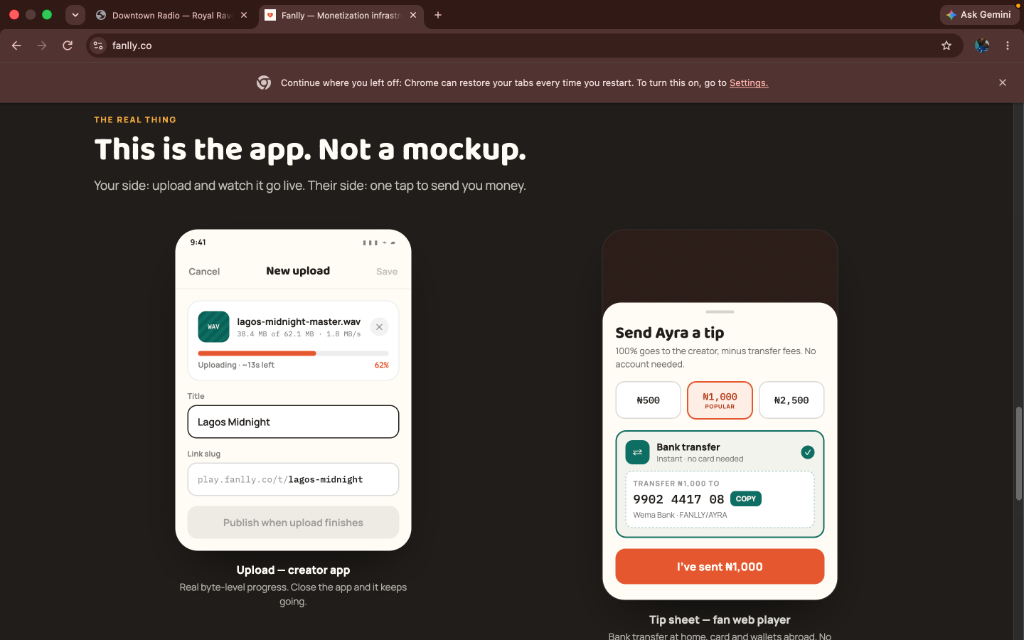 Downtown Radio — Royal Rav
Fanlly — Monetization infrastr
Ask Gemini
fanlly.co
Continue where you left off: Chrome can restore your tabs every time you restart. To turn this on, go to Settings.
THE REAL THING
This is the app. Not a mockup.
Your side: upload and watch it go live. Their side: one tap to send you money.
9:41
Cancel
New upload
Save
WAV
lagos-midnight-master.wav
38.4 MB of 62.1 MB · 1.8 MB/s
Uploading · ~13s left
62%
Title
Lagos Midnight
Link slug
play.fanlly.co/t/lagos-midnight
Publish when upload finishes
Upload — creator app
Real byte-level progress. Close the app and it keeps
going.
Send Ayra a tip
100% goes to the creator, minus transfer fees. No
account needed.
₦500
₦1,000
POPULAR
₦2,500
Bank transfer
Instant · no card needed
TRANSFER ₦1,000 TO
9902 4417 08
COPY
Wema Bank · FANLLY/AYRA
I've sent ₦1,000
Tip sheet — fan web player
Bank transfer at home, card and wallets abroad. No